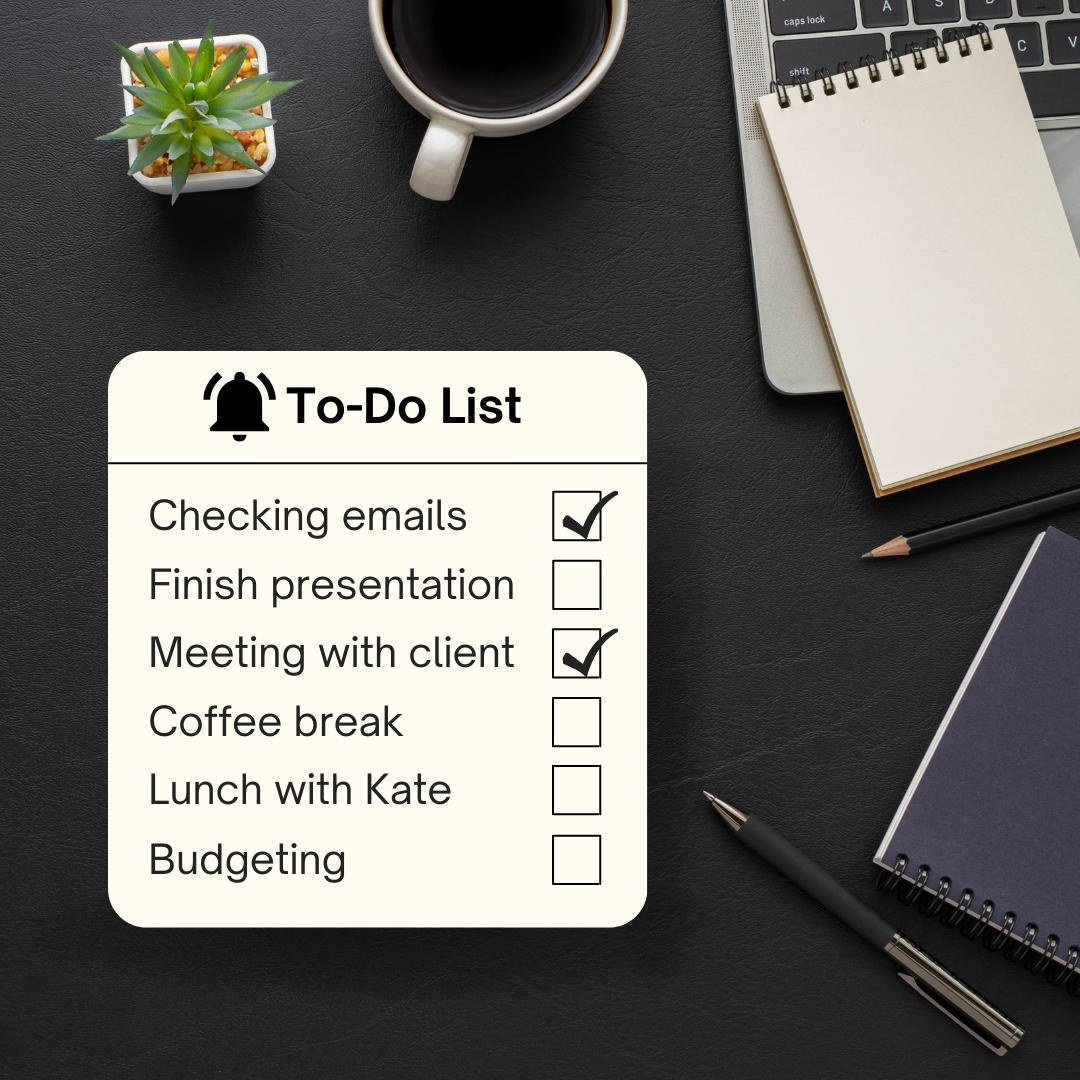 caps lock
A
S
D
shift
C
V
To-Do List
Checking emails
Finish presentation
Meeting with client
Coffee break
Lunch with Kate
Budgeting